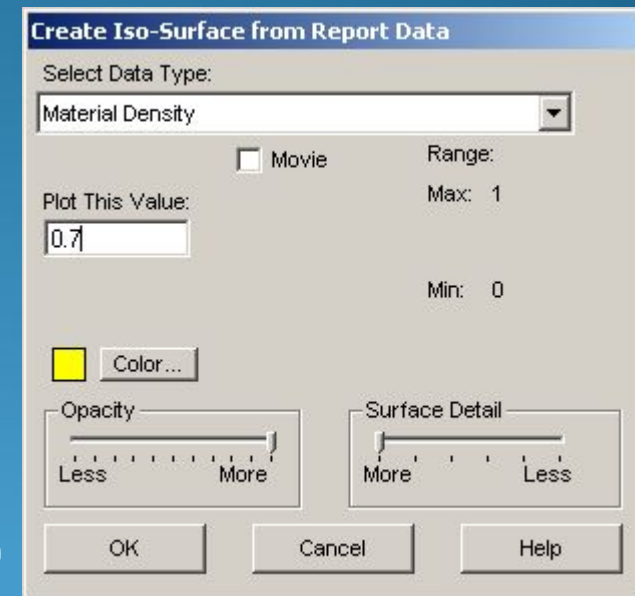 Create Iso-Surface from Report Data
Select Data Type:
Material Density
Movie
Range:
Plot This Value:
Max: 1
0.7
Min: 0
Color...
Opacity
Surface Detail
Less More
More Less
OK Cancel Help